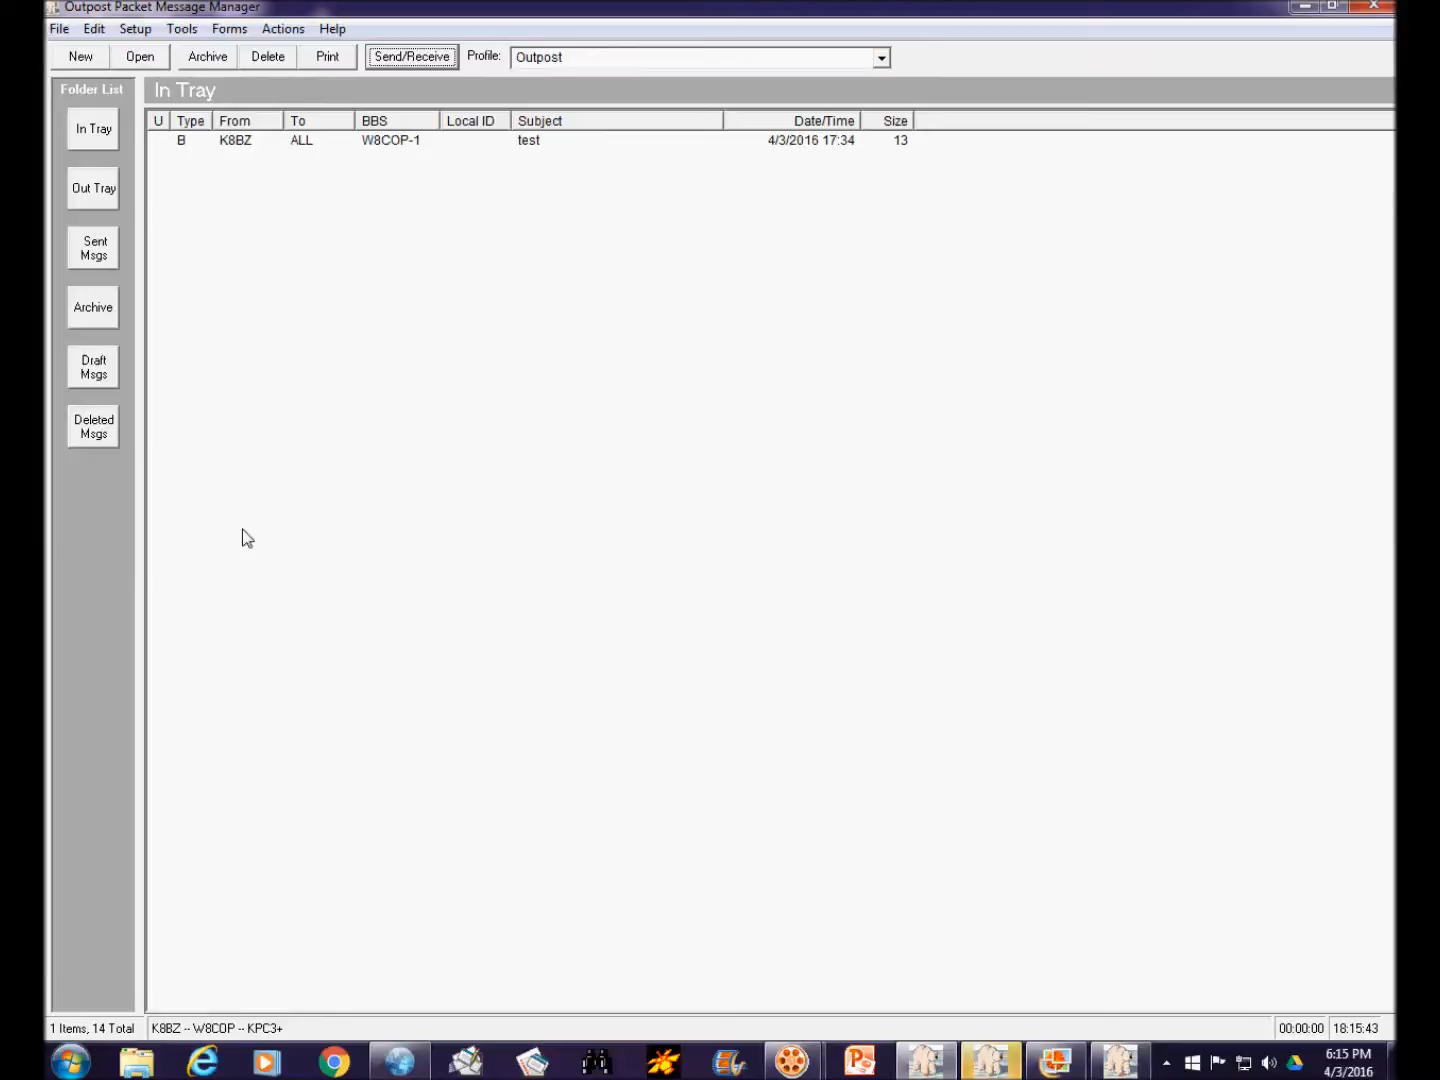 Outpost Packet Message Manager
File Edit Setup Tools Forms Actions Help
New Open Archive Delete Print Send/Receive Profile: Outpost
Folder List In Tray
U Type From To BBS Local ID Subject Date/Time Size
B K8BZ ALL W8COP-1 test 4/3/2016 17:34 13
In Tray
Out Tray
Sent
Msgs
Archive
Draft
Msgs
Deleted
Msgs
1 Items, 14 Total K8BZ -- W8COP -- KPC3+ 00:00:00 18:15:43
6:15 PM
4/3/2016